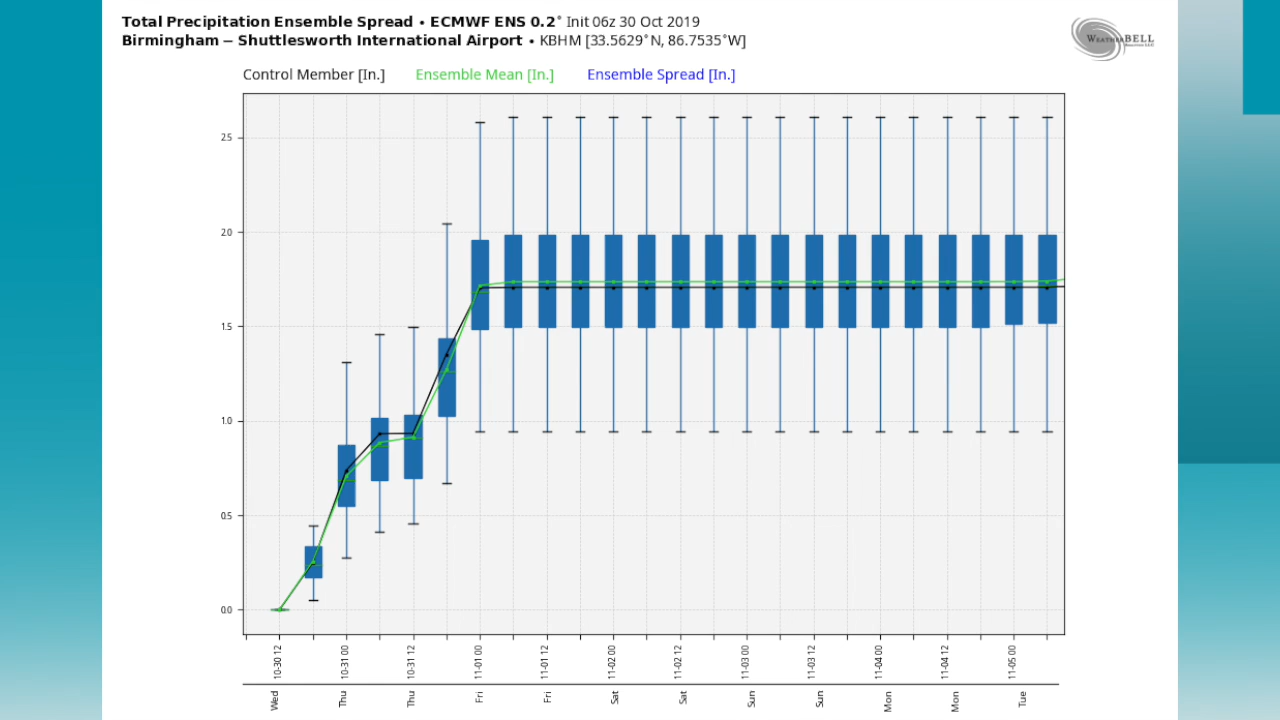 Total Precipitation Ensemble Spread • ECMWF ENS 0.2° Init 06z 30 Oct 2019
Birmingham – Shuttlesworth International Airport • KBHM [33.5629°N, 86.7535°W]
WeatherBELL
Control Member [In.] Ensemble Mean [In.] Ensemble Spread [In.]
2.5
2.0
1.5
1.0
0.5
0.0
10-30 12
10-31 00
10-31 12
11-01 00
11-01 12
11-02 00
11-02 12
11-03 00
11-03 12
11-04 00
11-04 12
11-05 00
Wed
Thu
Thu
Fri
Fri
Sat
Sat
Sun
Sun
Mon
Mon
Tue